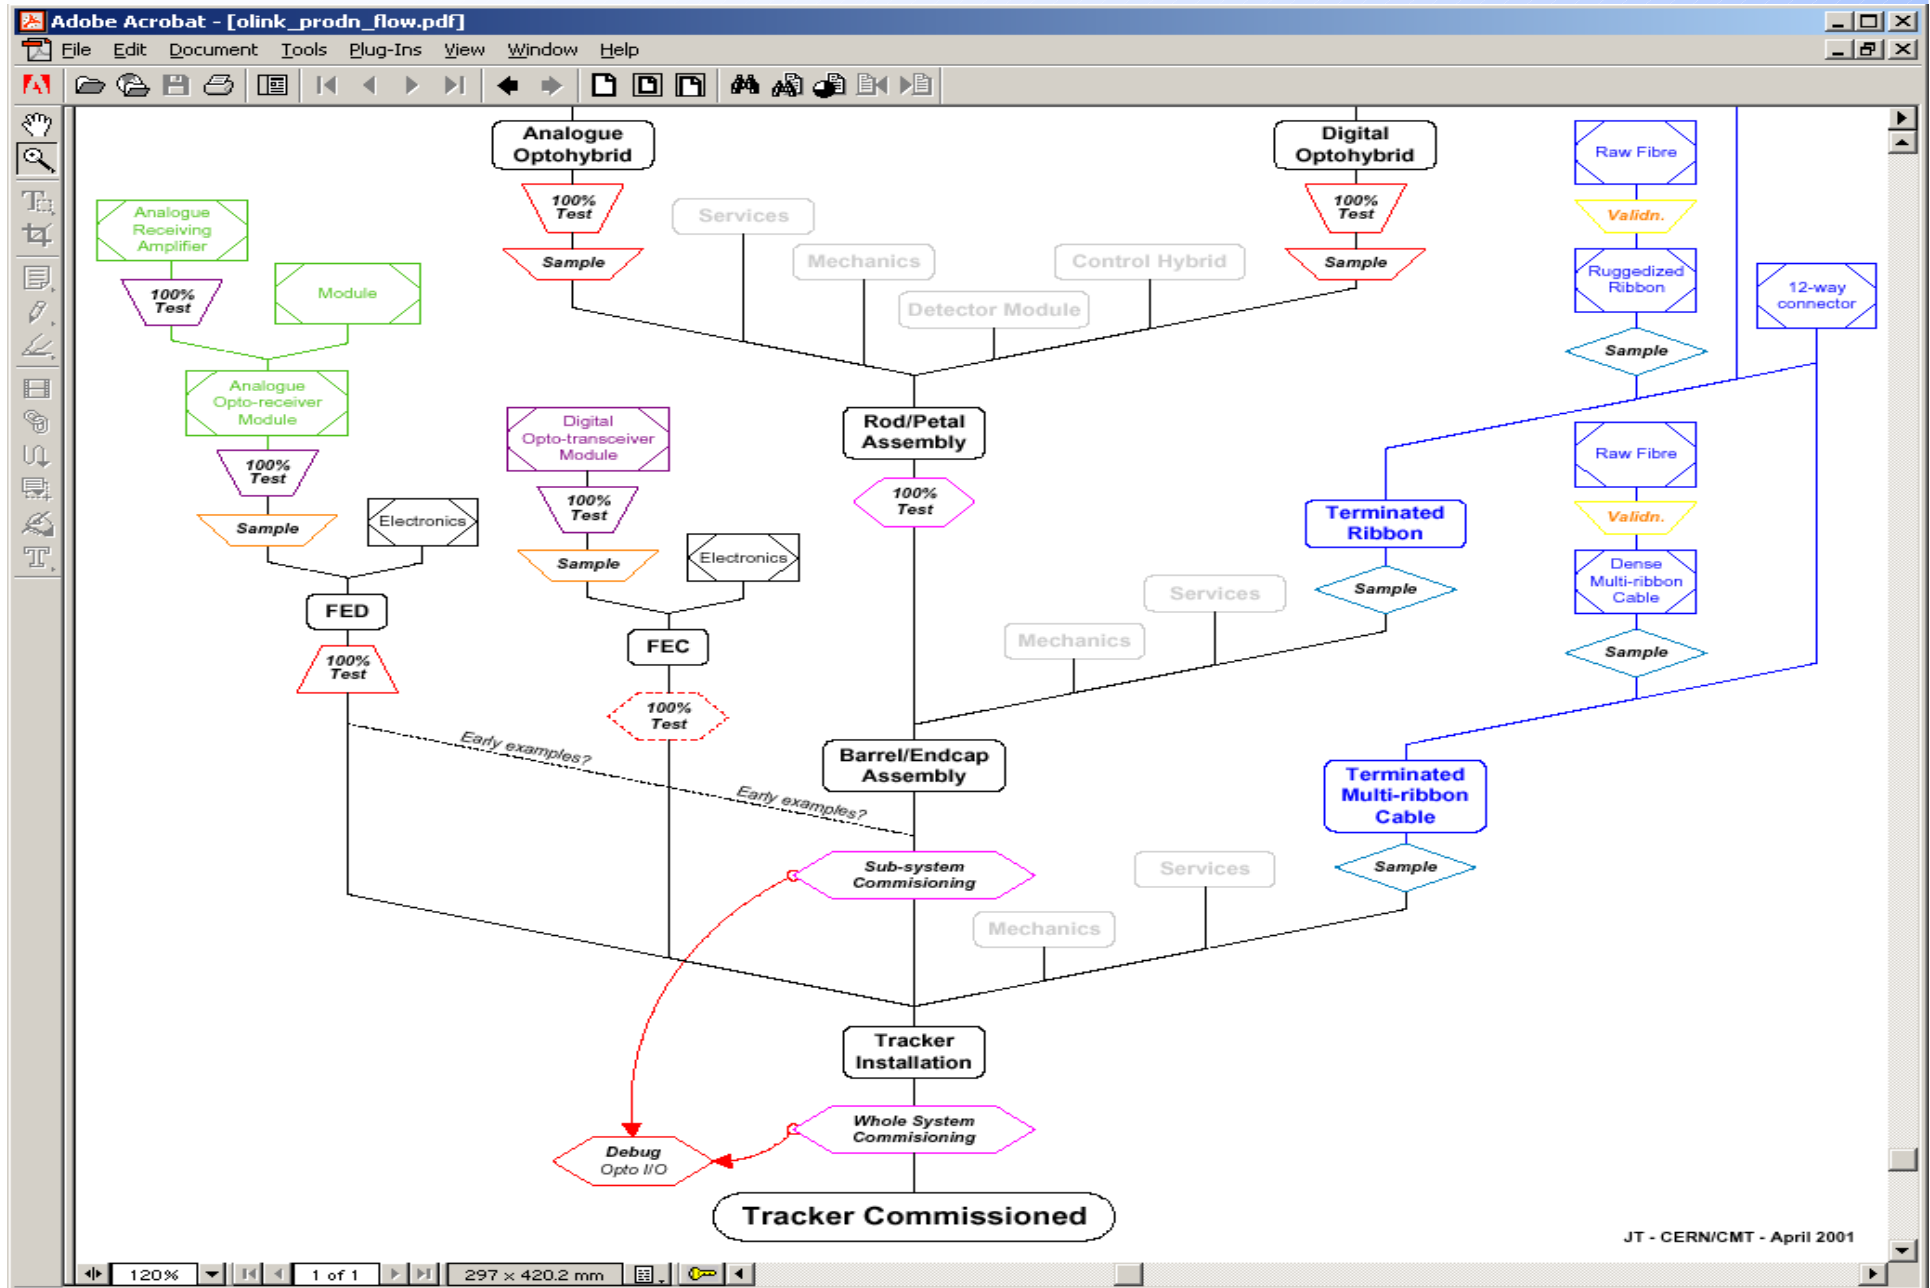 Adobe Acrobat - [olink_prodn_flow.pdf]
File Edit Document Tools Plug-Ins View Window Help
Analogue
Optohybrid
100%
Test
Sample
Services
Mechanics
Detector Module
Control Hybrid
Digital
Optohybrid
100%
Test
Sample
Raw Fibre
Validn.
Ruggedized
Ribbon
Sample
12-way
connector
Analogue
Receiving
Amplifier
100%
Test
Module
Analogue
Opto-receiver
Module
100%
Test
Sample
Electronics
FED
100%
Test
Digital
Opto-transceiver
Module
100%
Test
Sample
Electronics
FEC
100%
Test
Rod/Petal
Assembly
100%
Test
Terminated
Ribbon
Sample
Services
Mechanics
Raw Fibre
Validn.
Dense
Multi-ribbon
Cable
Sample
Early examples?
Early examples?
Barrel/Endcap
Assembly
Terminated
Multi-ribbon
Cable
Sample
Services
Mechanics
Sub-system
Commisioning
Tracker
Installation
Whole System
Commisioning
Debug
Opto I/O
Tracker Commissioned
JT - CERN/CMT - April 2001
120% 1 of 1 297 x 420.2 mm